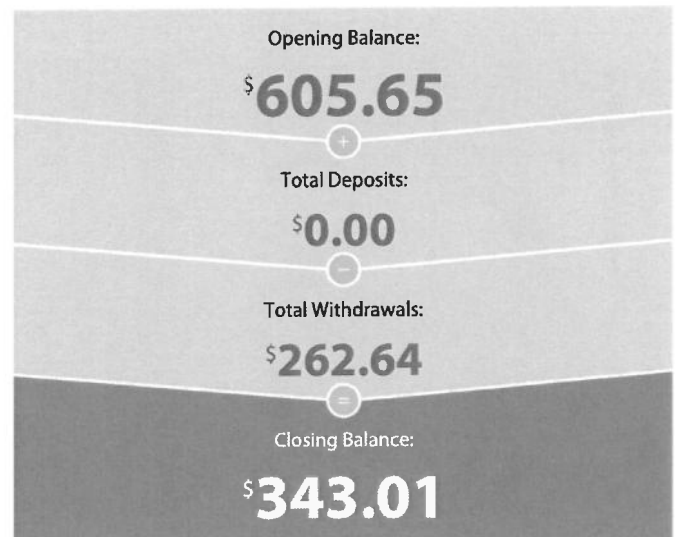 Opening Balance:
$605.65
+
Total Deposits:
$0.00
−
Total Withdrawals:
$262.64
=
Closing Balance:
$343.01